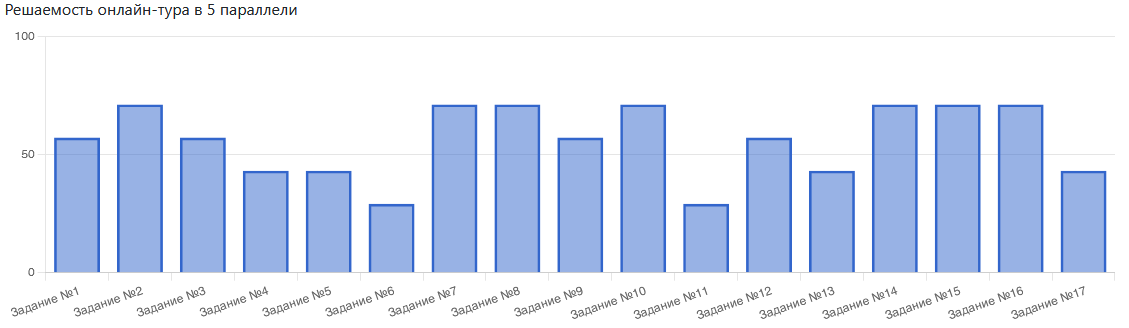 Решаемость онлайн-тура в 5 параллели
100
50
0
Задание №1
Задание №2
Задание №3
Задание №4
Задание №5
Задание №6
Задание №7
Задание №8
Задание №9
Задание №10
Задание №11
Задание №12
Задание №13
Задание №14
Задание №15
Задание №16
Задание №17